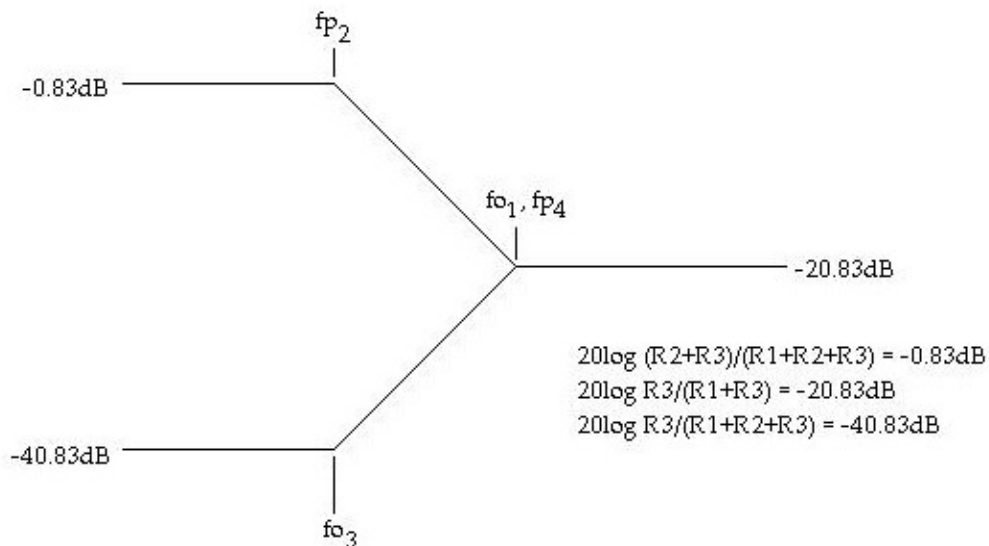 fp2
-0.83dB
fo1, fp4
-20.83dB
20log (R2+R3)/(R1+R2+R3) = -0.83dB
20log R3/(R1+R3) = -20.83dB
20log R3/(R1+R2+R3) = -40.83dB
-40.83dB
fo3